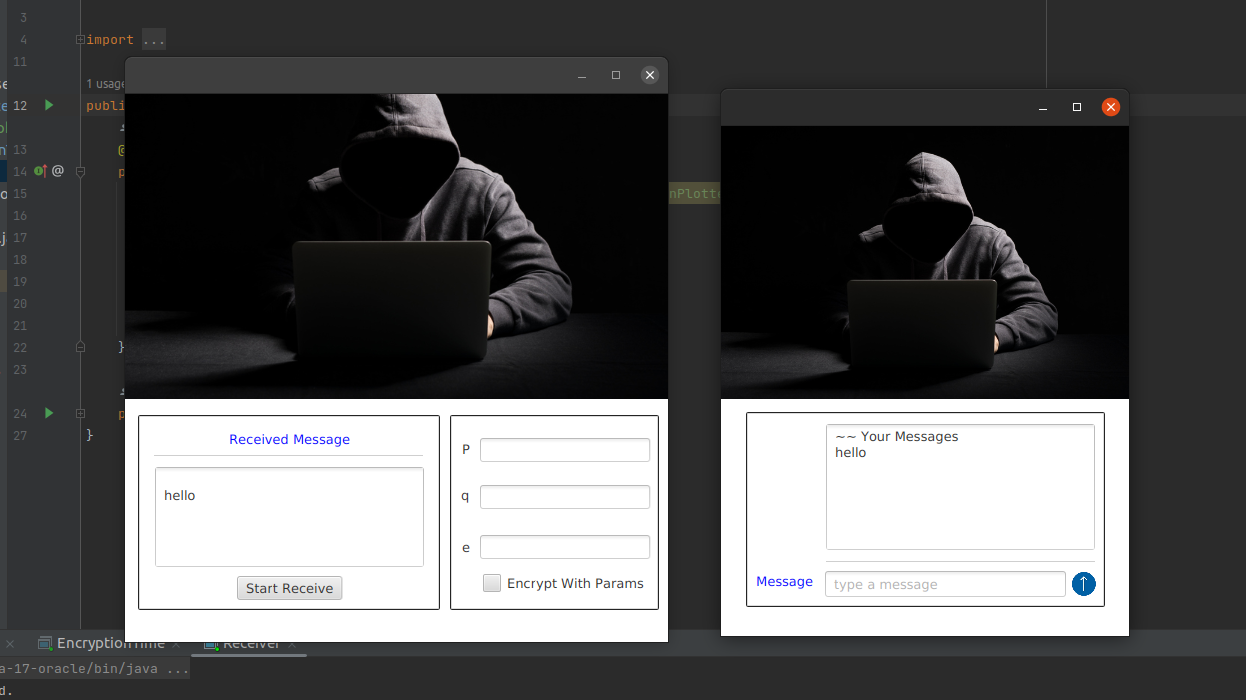 3
4 import ...
11
1 usage
12 publi
13 @
14 @ p
15 nPlotte
16
17
18
19
20
21
22 }
23
24 p
27 }
Received Message
hello
Start Receive
P
q
e
Encrypt With Params
~~ Your Messages
hello
Message type a message
↑
EncryptionTime Receiver
a-17-oracle/bin/java ...
d.